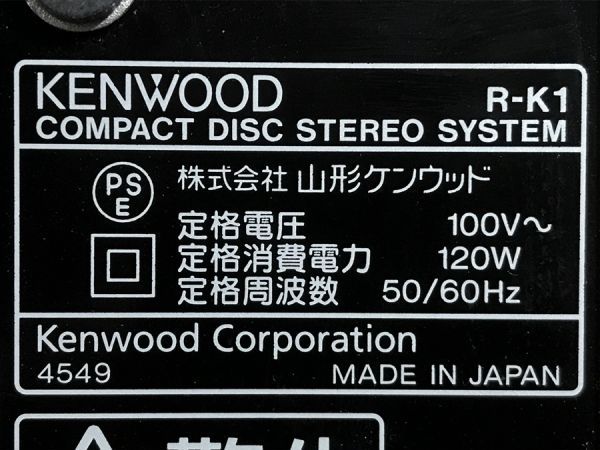 KENWOOD R-K1
COMPACT DISC STEREO SYSTEM
PS E 株式会社 山形ケンウッド
定格電圧 100V～
定格消費電力 120W
定格周波数 50/60Hz
Kenwood Corporation
4549 MADE IN JAPAN